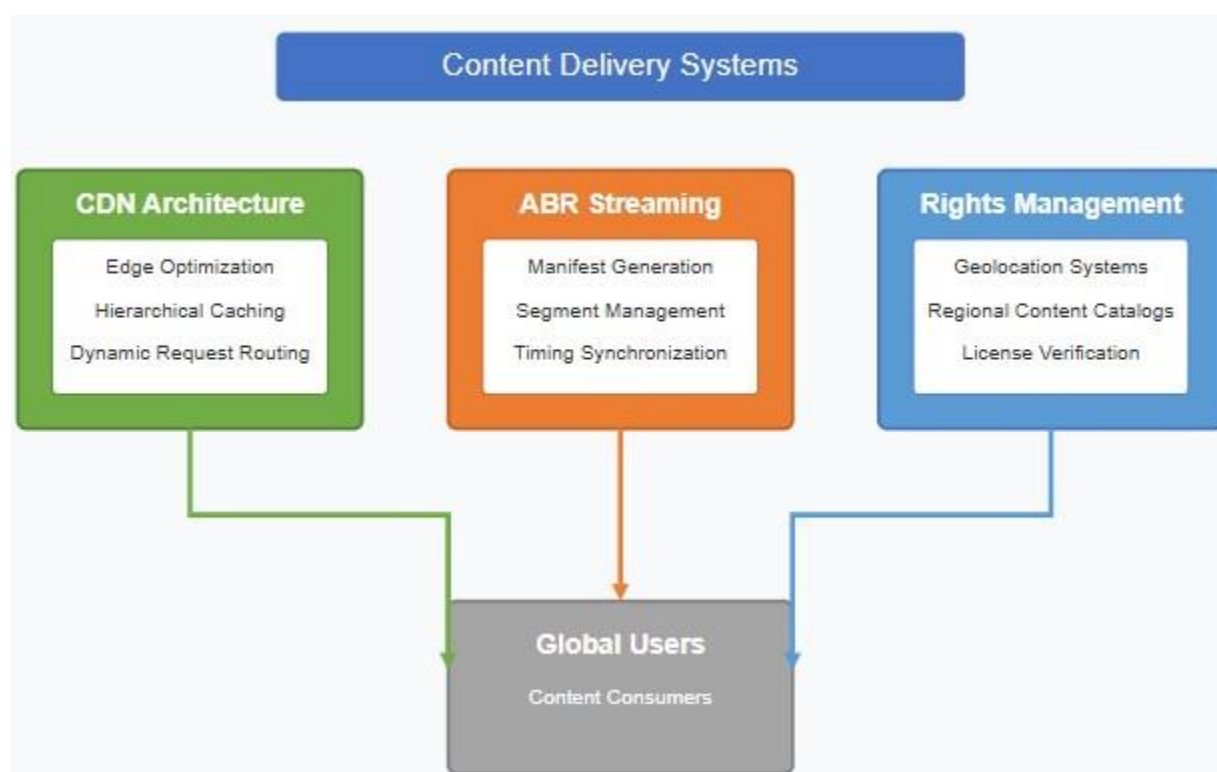 Content Delivery Systems
CDN Architecture
Edge Optimization
Hierarchical Caching
Dynamic Request Routing
ABR Streaming
Manifest Generation
Segment Management
Timing Synchronization
Rights Management
Geolocation Systems
Regional Content Catalogs
License Verification
Global Users
Content Consumers